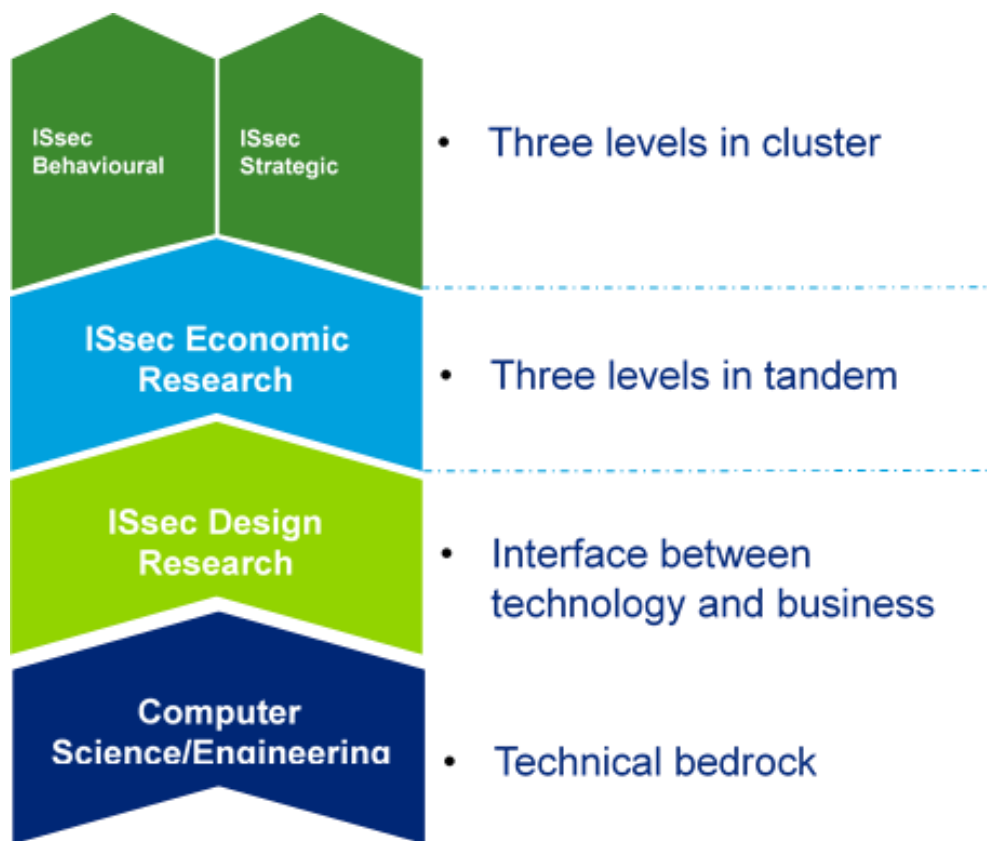 ISsec
Behavioural
ISsec
Strategic
• Three levels in cluster
ISsec Economic
Research
• Three levels in tandem
ISsec Design
Research
• Interface between
technology and business
Computer
Science/Engineering
• Technical bedrock